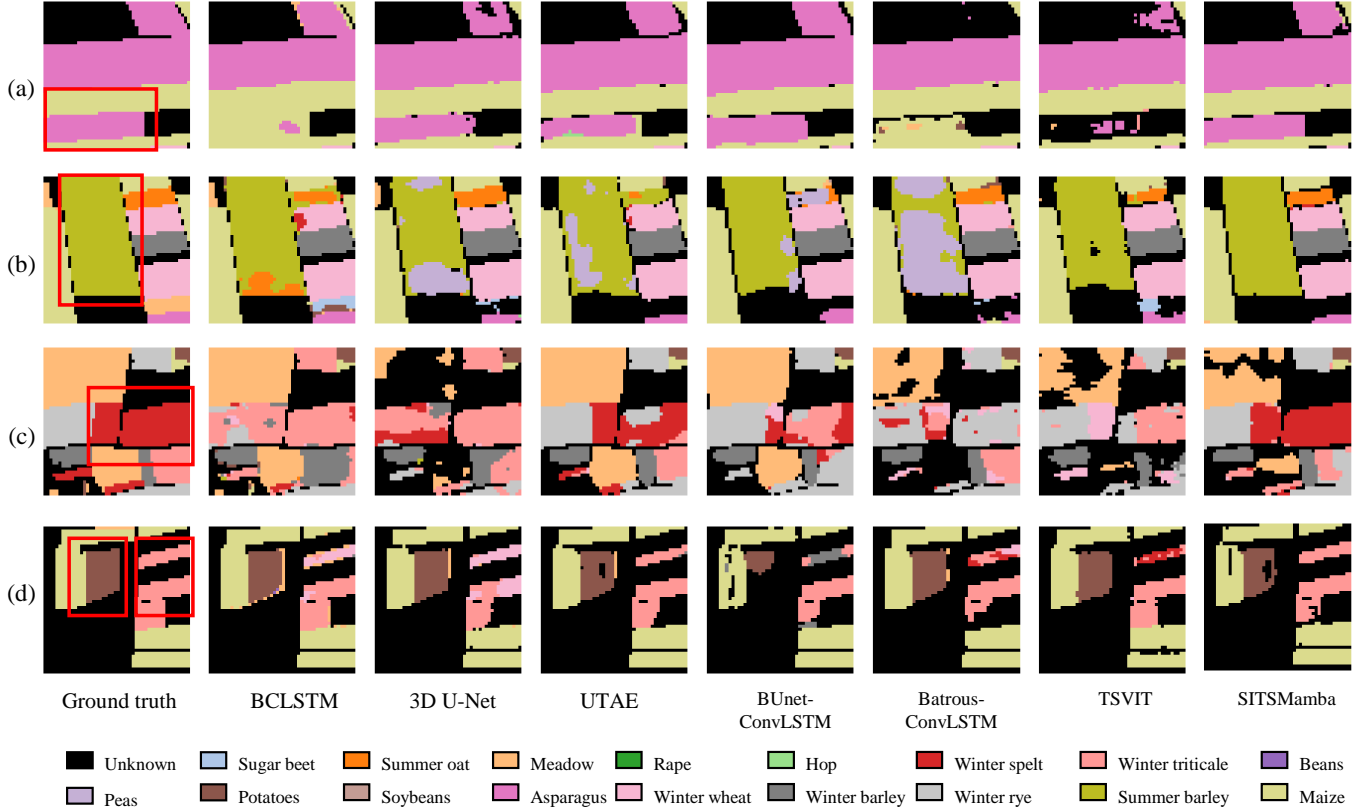 (a)
(b)
(c)
(d)
Ground truth BCLSTM 3D U-Net UTAE BUnet-ConvLSTM Batrous-ConvLSTM TSVIT SITSMamba
Unknown Sugar beet Summer oat Meadow Rape Hop Winter spelt Winter triticale Beans
Peas Potatoes Soybeans Asparagus Winter wheat Winter barley Winter rye Summer barley Maize